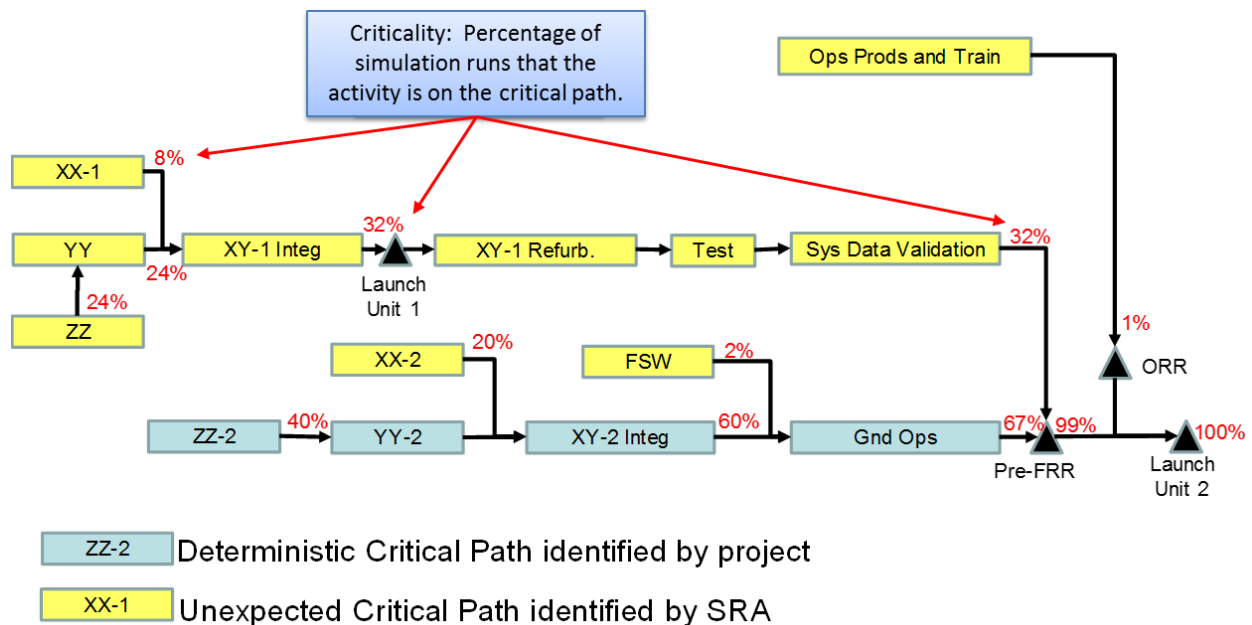 Criticality: Percentage of
simulation runs that the
activity is on the critical path.
Ops Prods and Train
XX-1
8%
YY
24%
XY-1 Integ
32%
Launch
Unit 1
XY-1 Refurb.
Test
Sys Data Validation
32%
24%
ZZ
1%
ORR
XX-2
20%
FSW
2%
ZZ-2
40%
YY-2
XY-2 Integ
60%
Gnd Ops
67%
Pre-FRR
99%
100%
Launch
Unit 2
ZZ-2
Deterministic Critical Path identified by project
XX-1
Unexpected Critical Path identified by SRA